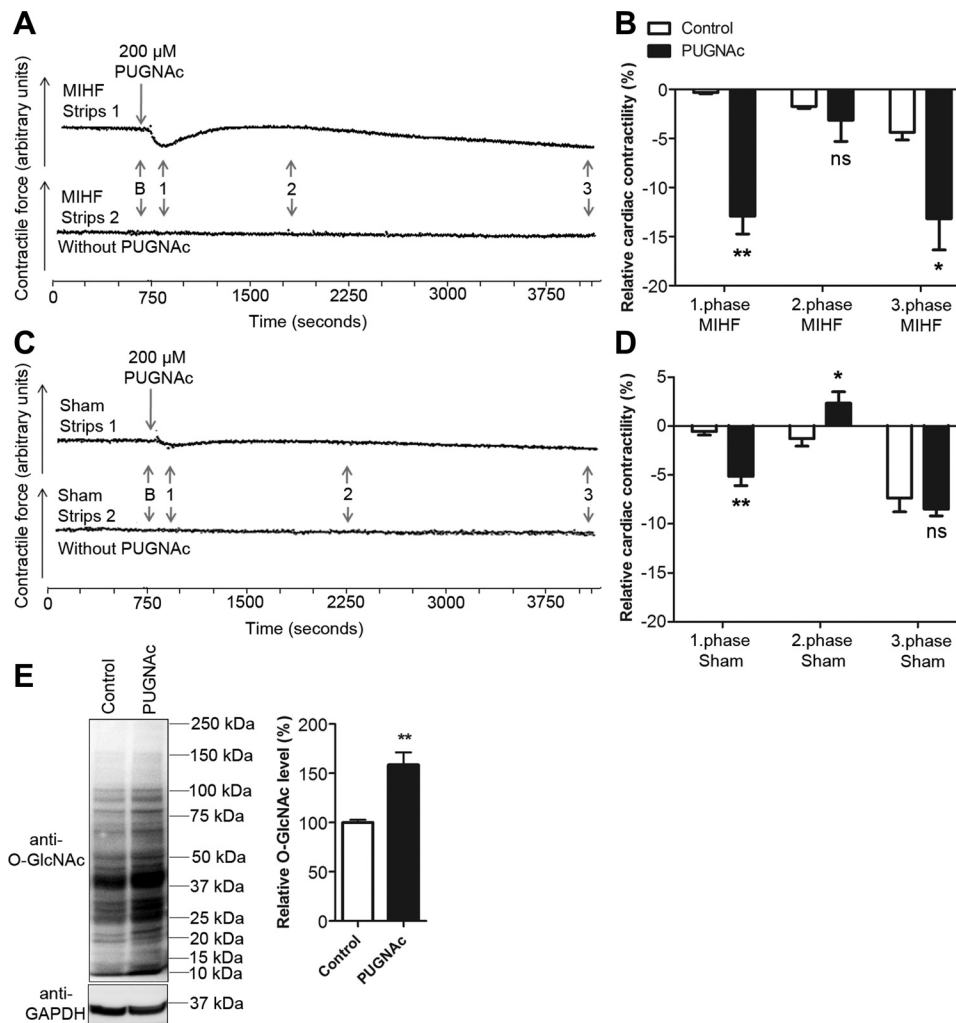 A
Contractile force (arbitrary units)
200 µM
PUGNAc
MIHF
Strips 1
B 1 2 3
MIHF
Strips 2
Without PUGNAc
0 750 1500 2250 3000 3750
Time (seconds)
B
Control
PUGNAc
Relative cardiac contractility (%)
0
-5
-10
-15
-20
**
ns
*
1.phase 2.phase 3.phase
MIHF MIHF MIHF
C
Contractile force (arbitrary units)
200 µM
PUGNAc
Sham
Strips 1
B 1 2 3
Sham
Strips 2
Without PUGNAc
0 750 1500 2250 3000 3750
Time (seconds)
D
Relative cardiac contractility (%)
5
0
-5
-10
-15
-20
**
*
ns
1.phase 2.phase 3.phase
Sham Sham Sham
E
Control PUGNAc
250 kDa
150 kDa
100 kDa
75 kDa
50 kDa
37 kDa
25 kDa
20 kDa
15 kDa
10 kDa
anti-
O-GlcNAc
anti-
GAPDH
37 kDa
Relative O-GlcNAc level (%)
200
150
100
50
0
**
Control PUGNAc